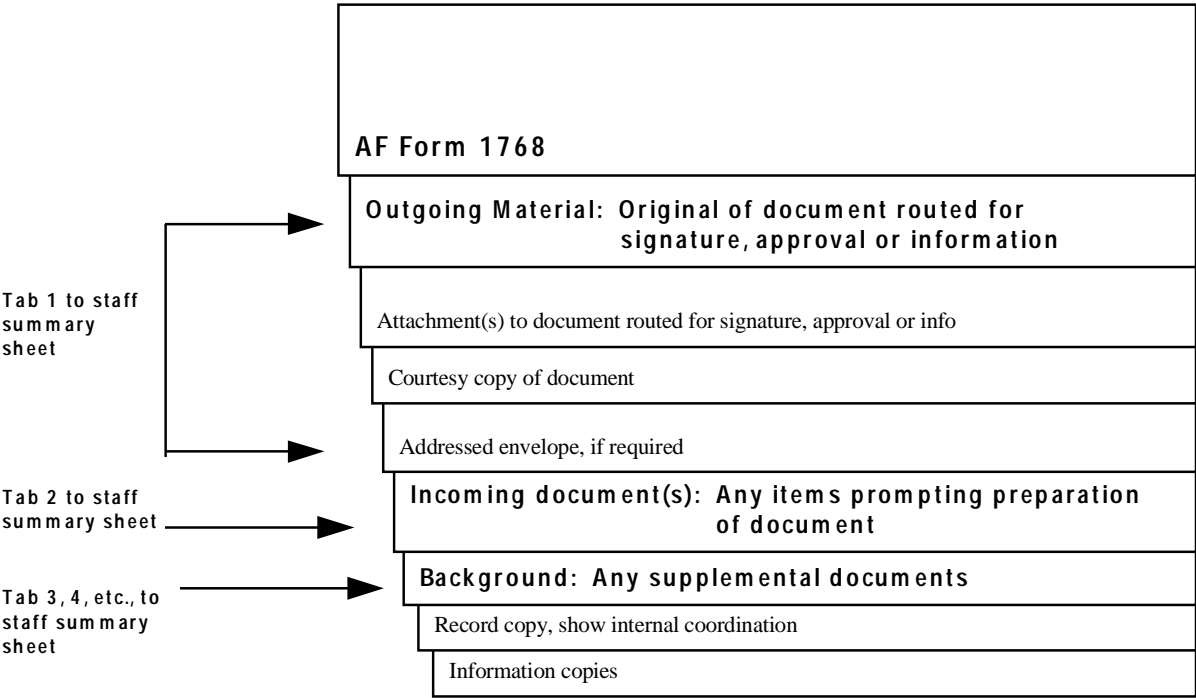 AF Form 1768
Outgoing Material: Original of document routed for
signature, approval or information
Tab 1 to staff
summary
sheet
Attachment(s) to document routed for signature, approval or info
Courtesy copy of document
Addressed envelope, if required
Tab 2 to staff
summary sheet
Incoming document(s): Any items prompting preparation
of document
Background: Any supplemental documents
Tab 3, 4, etc., to
staff summary
sheet
Record copy, show internal coordination
Information copies